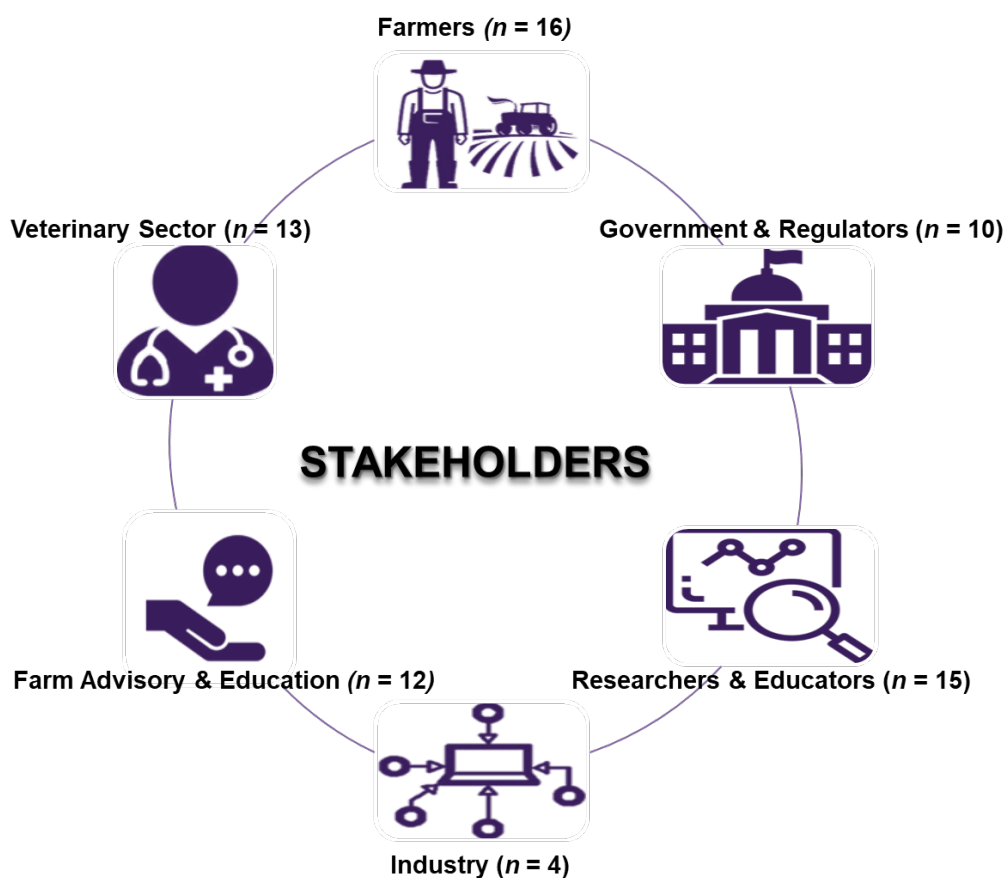 Farmers (n = 16)
Veterinary Sector (n = 13)
Government & Regulators (n = 10)
STAKEHOLDERS
Farm Advisory & Education (n = 12)
Researchers & Educators (n = 15)
Industry (n = 4)